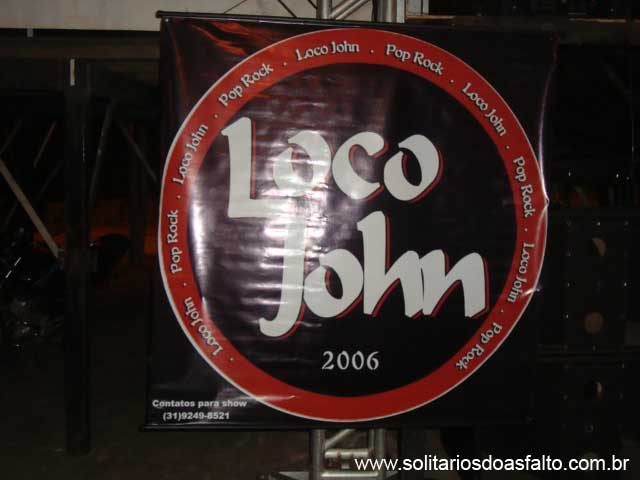 Loco John . Pop Rock . Loco John . Pop Rock . Loco John . Pop Rock . Loco John . Pop Rock . Loco John . Pop Rock
Loco
John
2006
Contatos para show
(31)9249-8521
www.solitariosdoasfalto.com.br